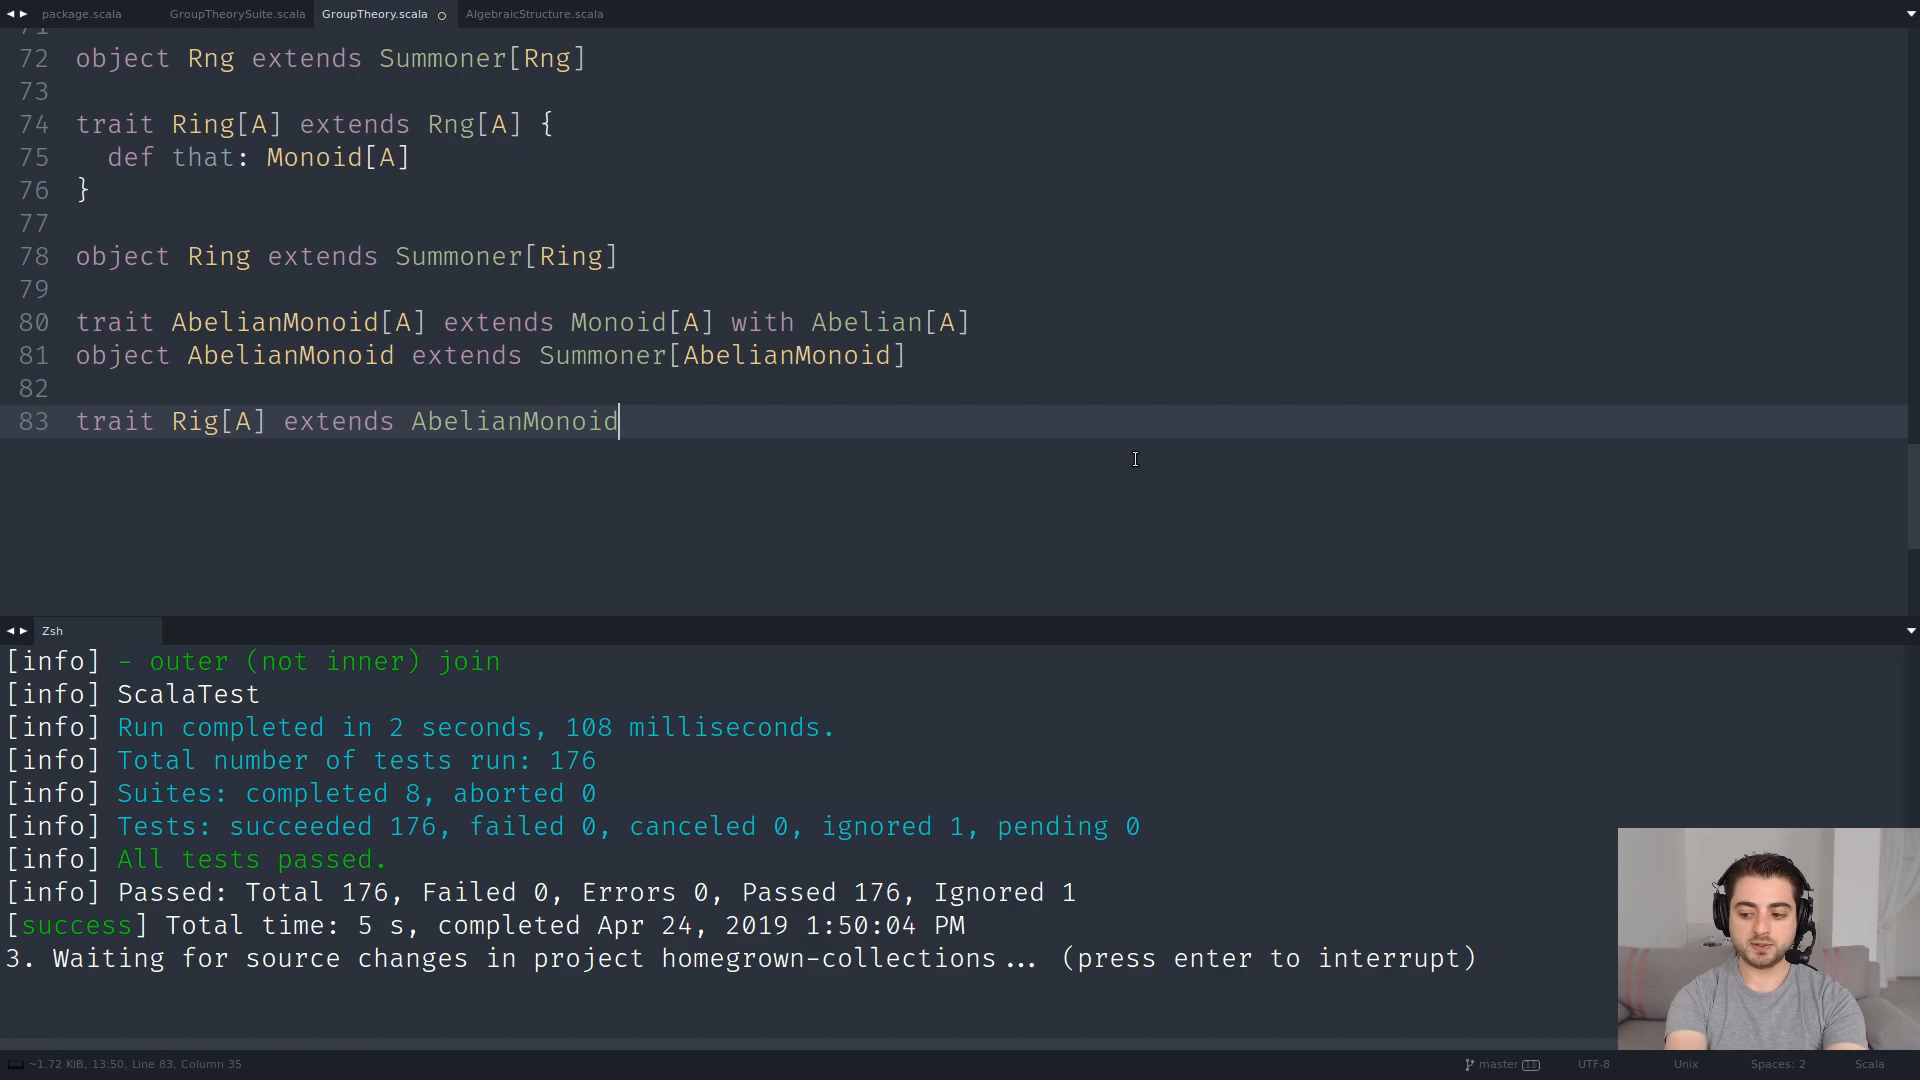 package.scala GroupTheorySuite.scala GroupTheory.scala AlgebraicStructure.scala
71
72 object Rng extends Summoner[Rng]
73
74 trait Ring[A] extends Rng[A] {
75   def that: Monoid[A]
76 }
77
78 object Ring extends Summoner[Ring]
79
80 trait AbelianMonoid[A] extends Monoid[A] with Abelian[A]
81 object AbelianMonoid extends Summoner[AbelianMonoid]
82
83 trait Rig[A] extends AbelianMonoid
Zsh
[info] - outer (not inner) join
[info] ScalaTest
[info] Run completed in 2 seconds, 108 milliseconds.
[info] Total number of tests run: 176
[info] Suites: completed 8, aborted 0
[info] Tests: succeeded 176, failed 0, canceled 0, ignored 1, pending 0
[info] All tests passed.
[info] Passed: Total 176, Failed 0, Errors 0, Passed 176, Ignored 1
[success] Total time: 5 s, completed Apr 24, 2019 1:50:04 PM
3. Waiting for source changes in project homegrown-collections... (press enter to interrupt)
~1.72 KiB, 13:50, Line 83, Column 35 master 11 UTF-8 Unix Spaces: 2 Scala